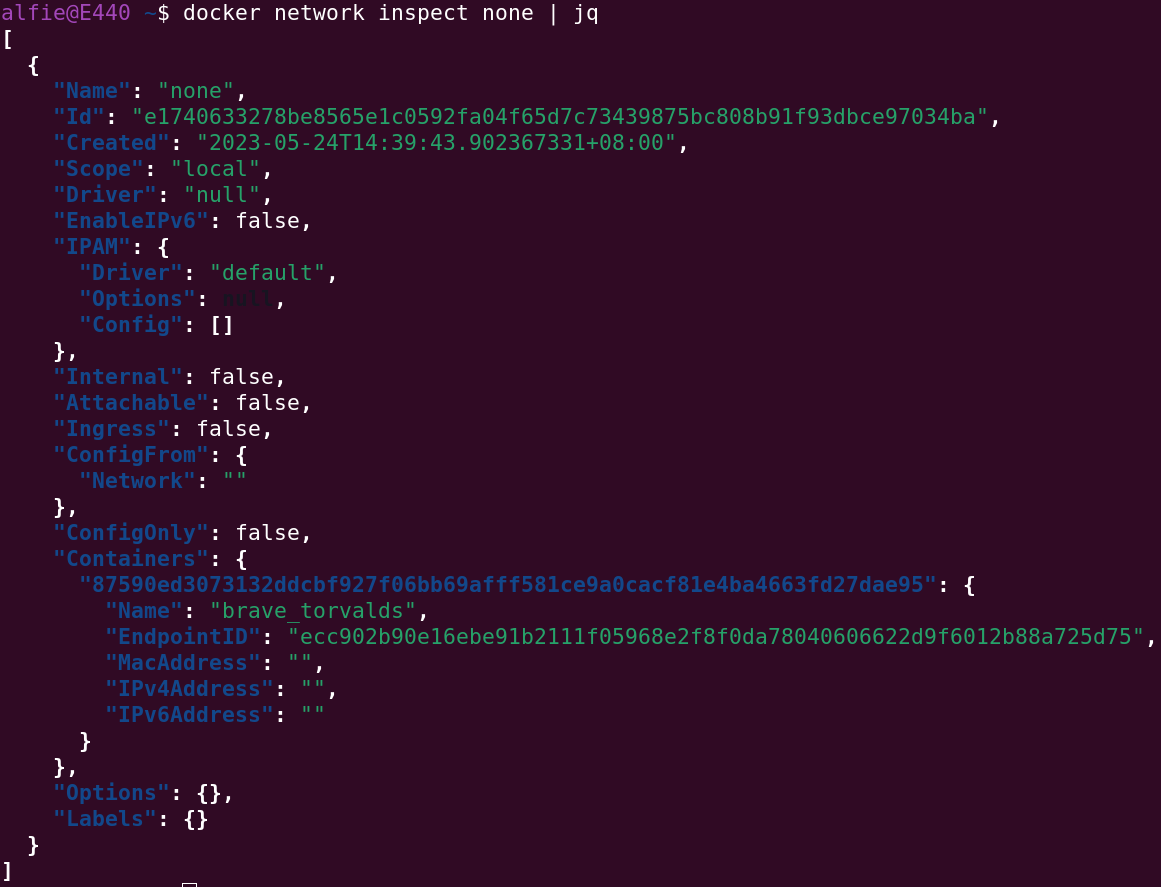 alfie@E440 ~$ docker network inspect none | jq
[
  {
    "Name": "none",
    "Id": "e1740633278be8565e1c0592fa04f65d7c73439875bc808b91f93dbce97034ba",
    "Created": "2023-05-24T14:39:43.902367331+08:00",
    "Scope": "local",
    "Driver": "null",
    "EnableIPv6": false,
    "IPAM": {
      "Driver": "default",
      "Options": null,
      "Config": []
    },
    "Internal": false,
    "Attachable": false,
    "Ingress": false,
    "ConfigFrom": {
      "Network": ""
    },
    "ConfigOnly": false,
    "Containers": {
      "87590ed3073132ddcbf927f06bb69afff581ce9a0cacf81e4ba4663fd27dae95": {
        "Name": "brave_torvalds",
        "EndpointID": "ecc902b90e16ebe91b2111f05968e2f8f0da78040606622d9f6012b88a725d75",
        "MacAddress": "",
        "IPv4Address": "",
        "IPv6Address": ""
      }
    },
    "Options": {},
    "Labels": {}
  }
]